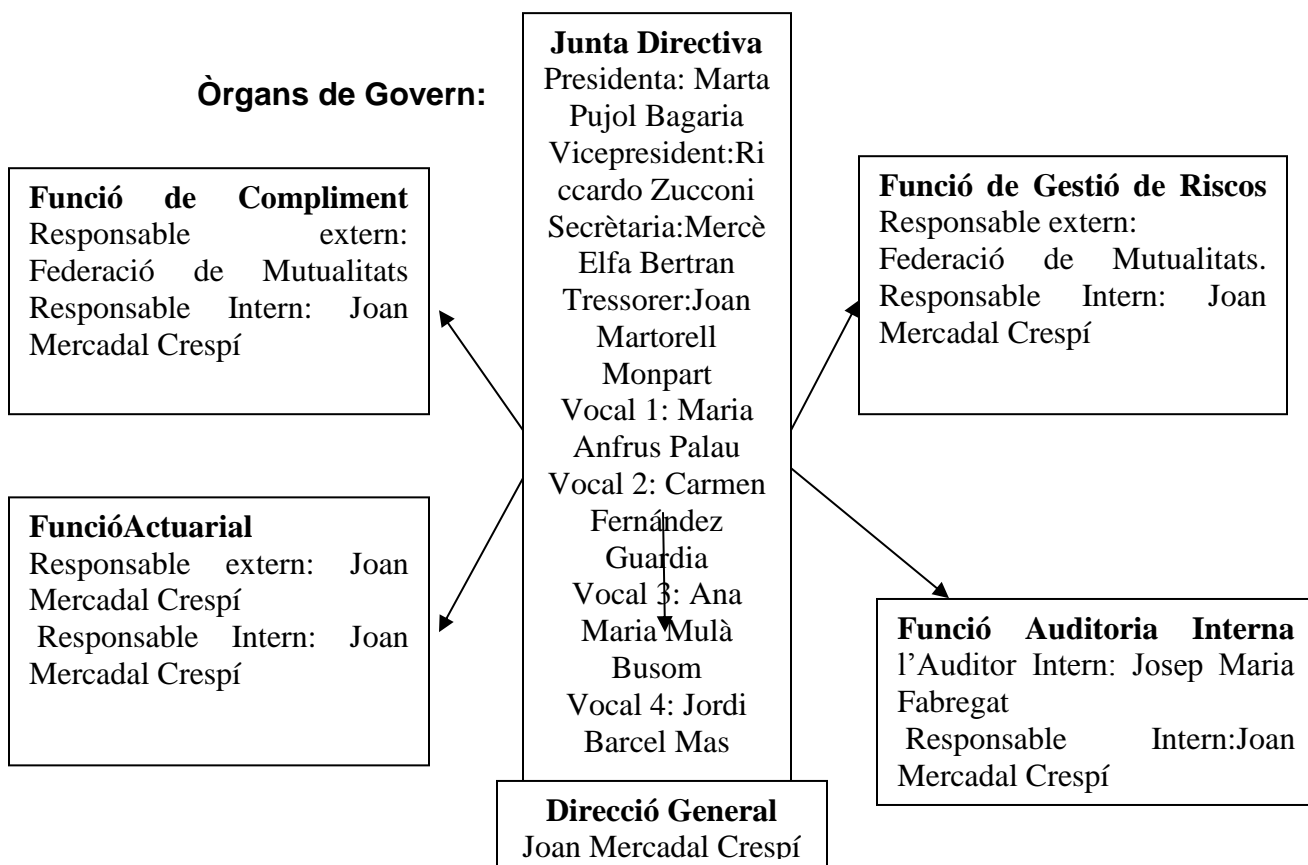 Òrgans de Govern:
Junta Directiva
Presidenta: Marta
Pujol Bagaria
Vicepresident:Ri
ccardo Zucconi
Secrètaria:Mercè
Elfa Bertran
Tressorer:Joan
Martorell
Monpart
Vocal 1: Maria
Anfrus Palau
Vocal 2: Carmen
Fernández
Guardia
Vocal 3: Ana
Maria Mulà
Busom
Vocal 4: Jordi
Barcel Mas
Funció de Compliment
Responsable extern:
Federació de Mutualitats
Responsable Intern: Joan
Mercadal Crespí
Funció de Gestió de Riscos
Responsable extern:
Federació de Mutualitats.
Responsable Intern: Joan
Mercadal Crespí
FuncióActuarial
Responsable extern: Joan
Mercadal Crespí
Responsable Intern: Joan
Mercadal Crespí
Funció Auditoria Interna
l’Auditor Intern: Josep Maria
Fabregat
Responsable Intern:Joan
Mercadal Crespí
Direcció General
Joan Mercadal Crespí